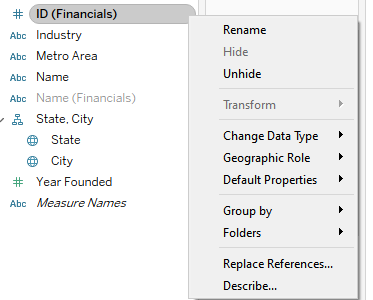 # ID (Financials)
Abc Industry
Abc Metro Area
Abc Name
Abc Name (Financials)
State, City
State
City
# Year Founded
Abc Measure Names
Rename
Hide
Unhide
Transform
Change Data Type
Geographic Role
Default Properties
Group by
Folders
Replace References...
Describe...